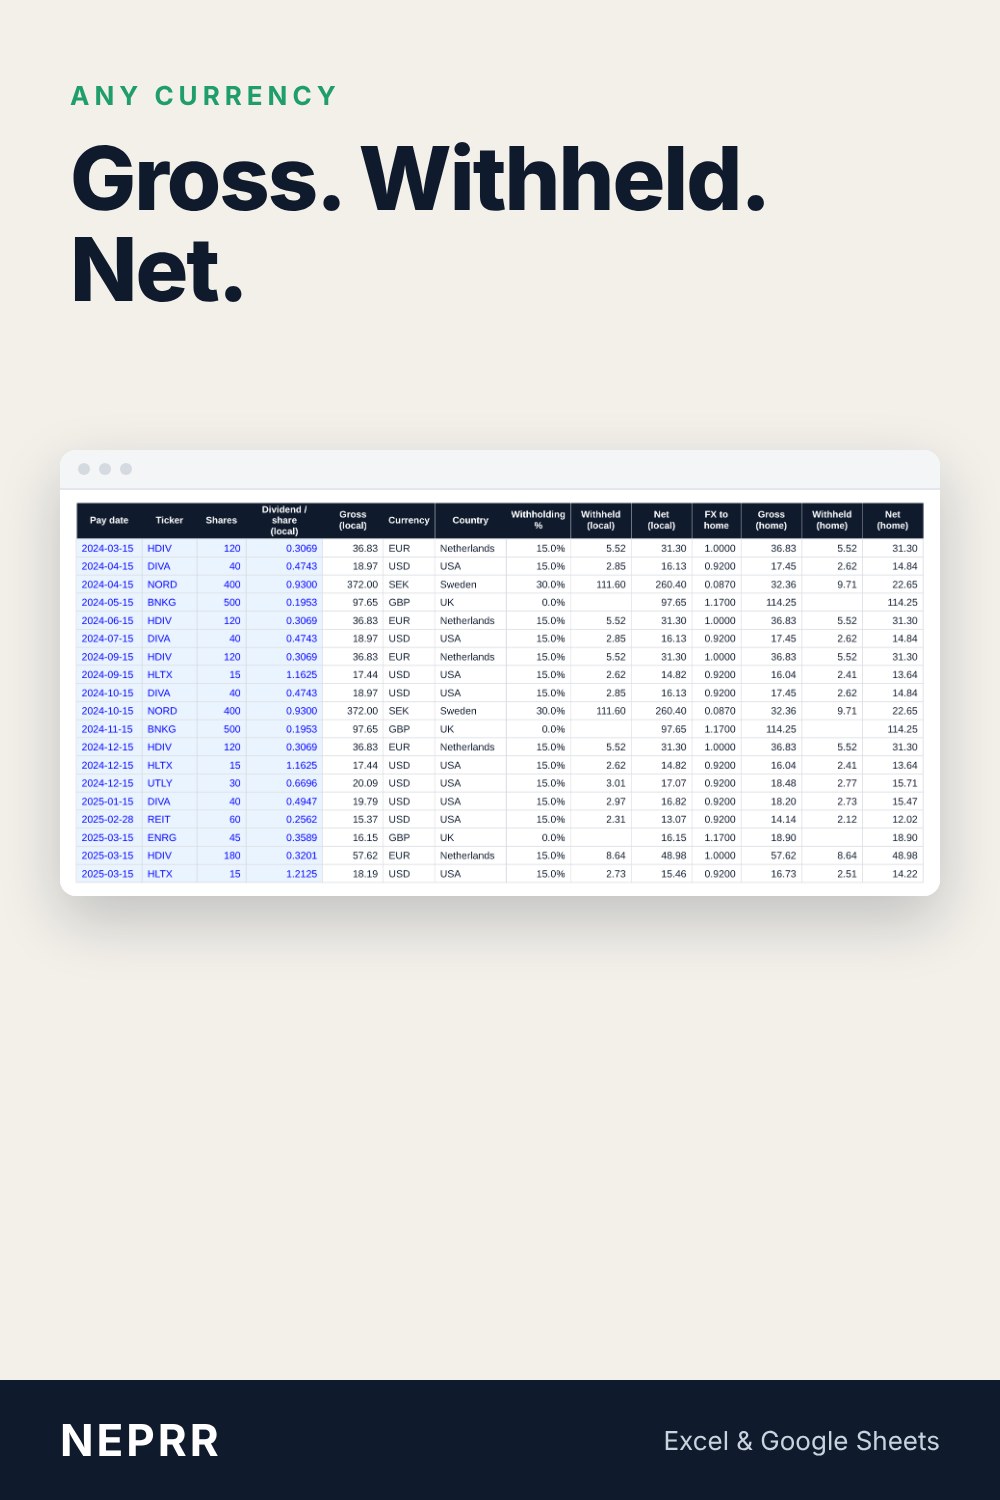 ANY CURRENCY
Gross. Withheld.
Net.
Pay date Ticker Shares Dividend / share (local) Gross (local) Currency Country Withholding % Withheld (local) Net (local) FX to home Gross (home) Withheld (home) Net (home)
2024-03-15 HDIV 120 0.3069 36.83 EUR Netherlands 15.0% 5.52 31.30 1.0000 36.83 5.52 31.30
2024-04-15 DIVA 40 0.4743 18.97 USD USA 15.0% 2.85 16.13 0.9200 17.45 2.62 14.84
2024-04-15 NORD 400 0.9300 372.00 SEK Sweden 30.0% 111.60 260.40 0.0870 32.36 9.71 22.65
2024-05-15 BNKG 500 0.1953 97.65 GBP UK 0.0% 97.65 1.1700 114.25 114.25
2024-06-15 HDIV 120 0.3069 36.83 EUR Netherlands 15.0% 5.52 31.30 1.0000 36.83 5.52 31.30
2024-07-15 DIVA 40 0.4743 18.97 USD USA 15.0% 2.85 16.13 0.9200 17.45 2.62 14.84
2024-09-15 HDIV 120 0.3069 36.83 EUR Netherlands 15.0% 5.52 31.30 1.0000 36.83 5.52 31.30
2024-09-15 HLTX 15 1.1625 17.44 USD USA 15.0% 2.62 14.82 0.9200 16.04 2.41 13.64
2024-10-15 DIVA 40 0.4743 18.97 USD USA 15.0% 2.85 16.13 0.9200 17.45 2.62 14.84
2024-10-15 NORD 400 0.9300 372.00 SEK Sweden 30.0% 111.60 260.40 0.0870 32.36 9.71 22.65
2024-11-15 BNKG 500 0.1953 97.65 GBP UK 0.0% 97.65 1.1700 114.25 114.25
2024-12-15 HDIV 120 0.3069 36.83 EUR Netherlands 15.0% 5.52 31.30 1.0000 36.83 5.52 31.30
2024-12-15 HLTX 15 1.1625 17.44 USD USA 15.0% 2.62 14.82 0.9200 16.04 2.41 13.64
2024-12-15 UTLY 30 0.6696 20.09 USD USA 15.0% 3.01 17.07 0.9200 18.48 2.77 15.71
2025-01-15 DIVA 40 0.4947 19.79 USD USA 15.0% 2.97 16.82 0.9200 18.20 2.73 15.47
2025-02-28 REIT 60 0.2562 15.37 USD USA 15.0% 2.31 13.07 0.9200 14.14 2.12 12.02
2025-03-15 ENRG 45 0.3589 16.15 GBP UK 0.0% 16.15 1.1700 18.90 18.90
2025-03-15 HDIV 180 0.3201 57.62 EUR Netherlands 15.0% 8.64 48.98 1.0000 57.62 8.64 48.98
2025-03-15 HLTX 15 1.2125 18.19 USD USA 15.0% 2.73 15.46 0.9200 16.73 2.51 14.22
NEPRR
Excel & Google Sheets